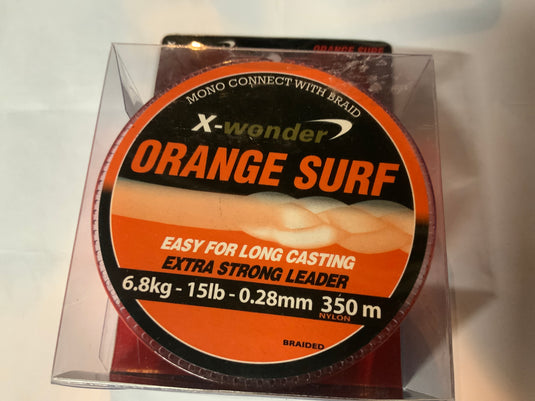 ORANGE SURF
MONO CONNECT WITH BRAID
X-wonder
ORANGE SURF
EASY FOR LONG CASTING
EXTRA STRONG LEADER
6.8kg - 15lb - 0.28mm 350 m
NYLON
BRAIDED